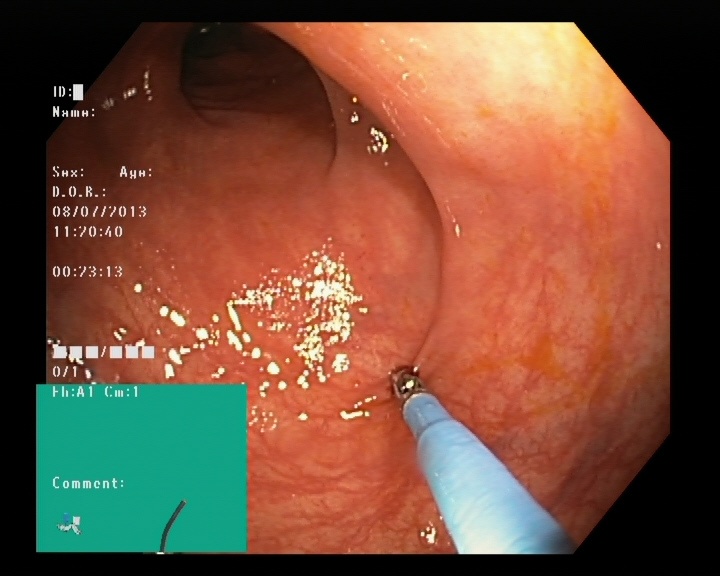 ID:
Name:
Sex: Age:
D.O.B.:
08/07/2013
11:20:40
00:23:13
0/1
Eh:A1 Cm:1
Comment: